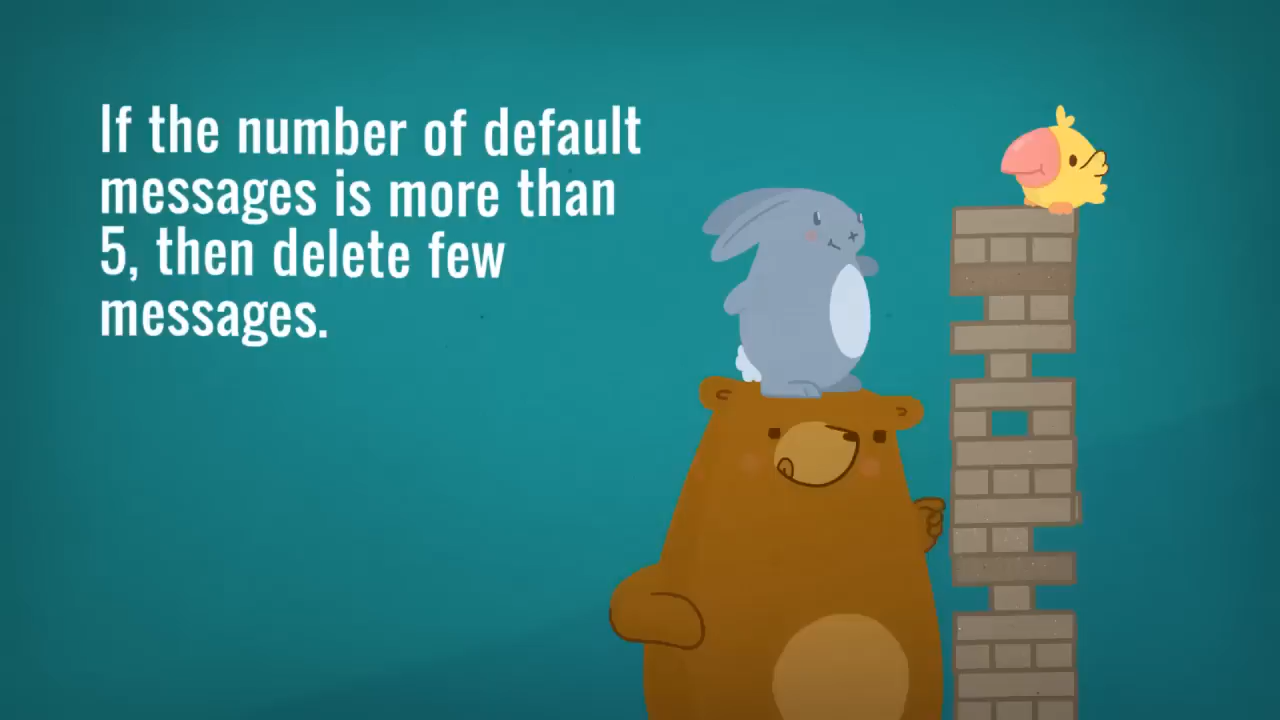 If the number of default
messages is more than
5, then delete few
messages.